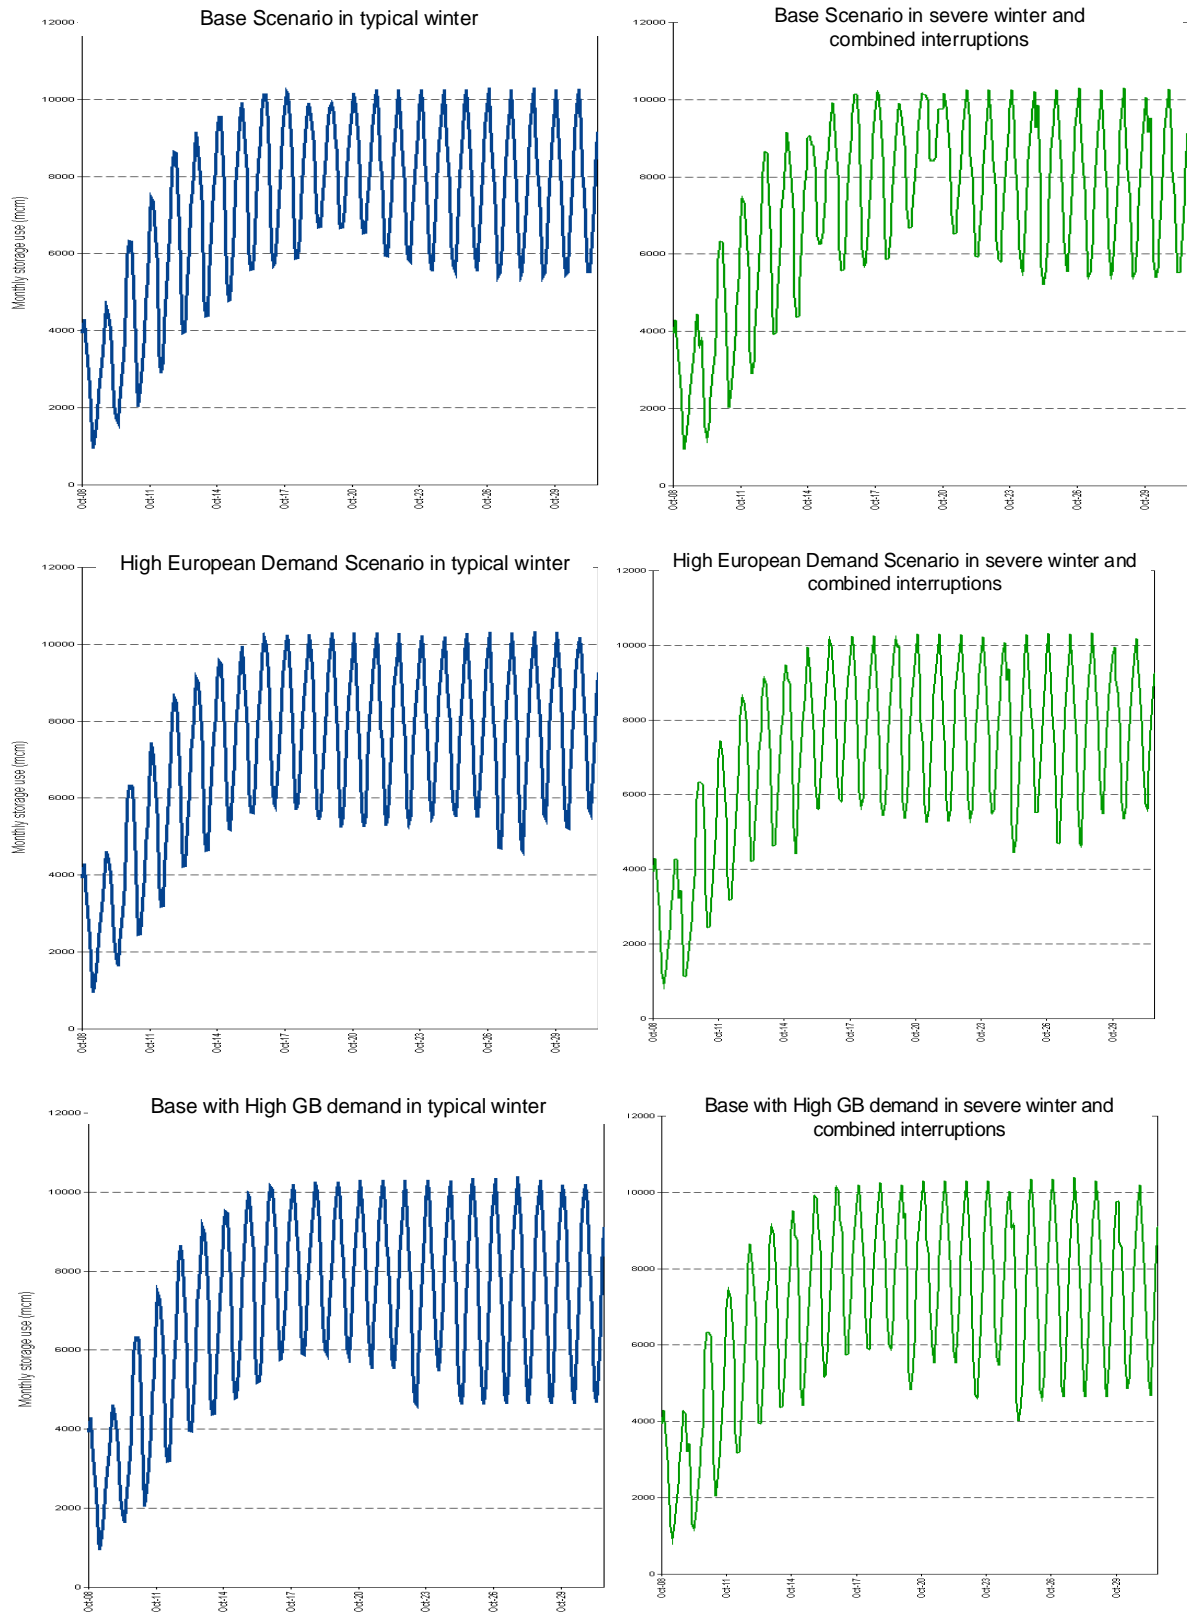 Base Scenario in typical winter
12000
10000
8000
6000
4000
2000
0
Monthly storage use (mcm)
Oct-08
Oct-11
Oct-14
Oct-17
Oct-20
Oct-23
Oct-26
Oct-29
Base Scenario in severe winter and
combined interruptions
12000
10000
8000
6000
4000
2000
0
Oct-08
Oct-11
Oct-14
Oct-17
Oct-20
Oct-23
Oct-26
Oct-29
High European Demand Scenario in typical winter
12000
10000
8000
6000
4000
2000
0
Monthly storage use (mcm)
Oct-08
Oct-11
Oct-14
Oct-17
Oct-20
Oct-23
Oct-26
Oct-29
High European Demand Scenario in severe winter and
combined interruptions
12000
10000
8000
6000
4000
2000
0
Oct-08
Oct-11
Oct-14
Oct-17
Oct-20
Oct-23
Oct-26
Oct-29
Base with High GB demand in typical winter
12000
10000
8000
6000
4000
2000
0
Monthly storage use (mcm)
Oct-08
Oct-11
Oct-14
Oct-17
Oct-20
Oct-23
Oct-26
Oct-29
Base with High GB demand in severe winter and
combined interruptions
12000
10000
8000
6000
4000
2000
0
Oct-08
Oct-11
Oct-14
Oct-17
Oct-20
Oct-23
Oct-26
Oct-29